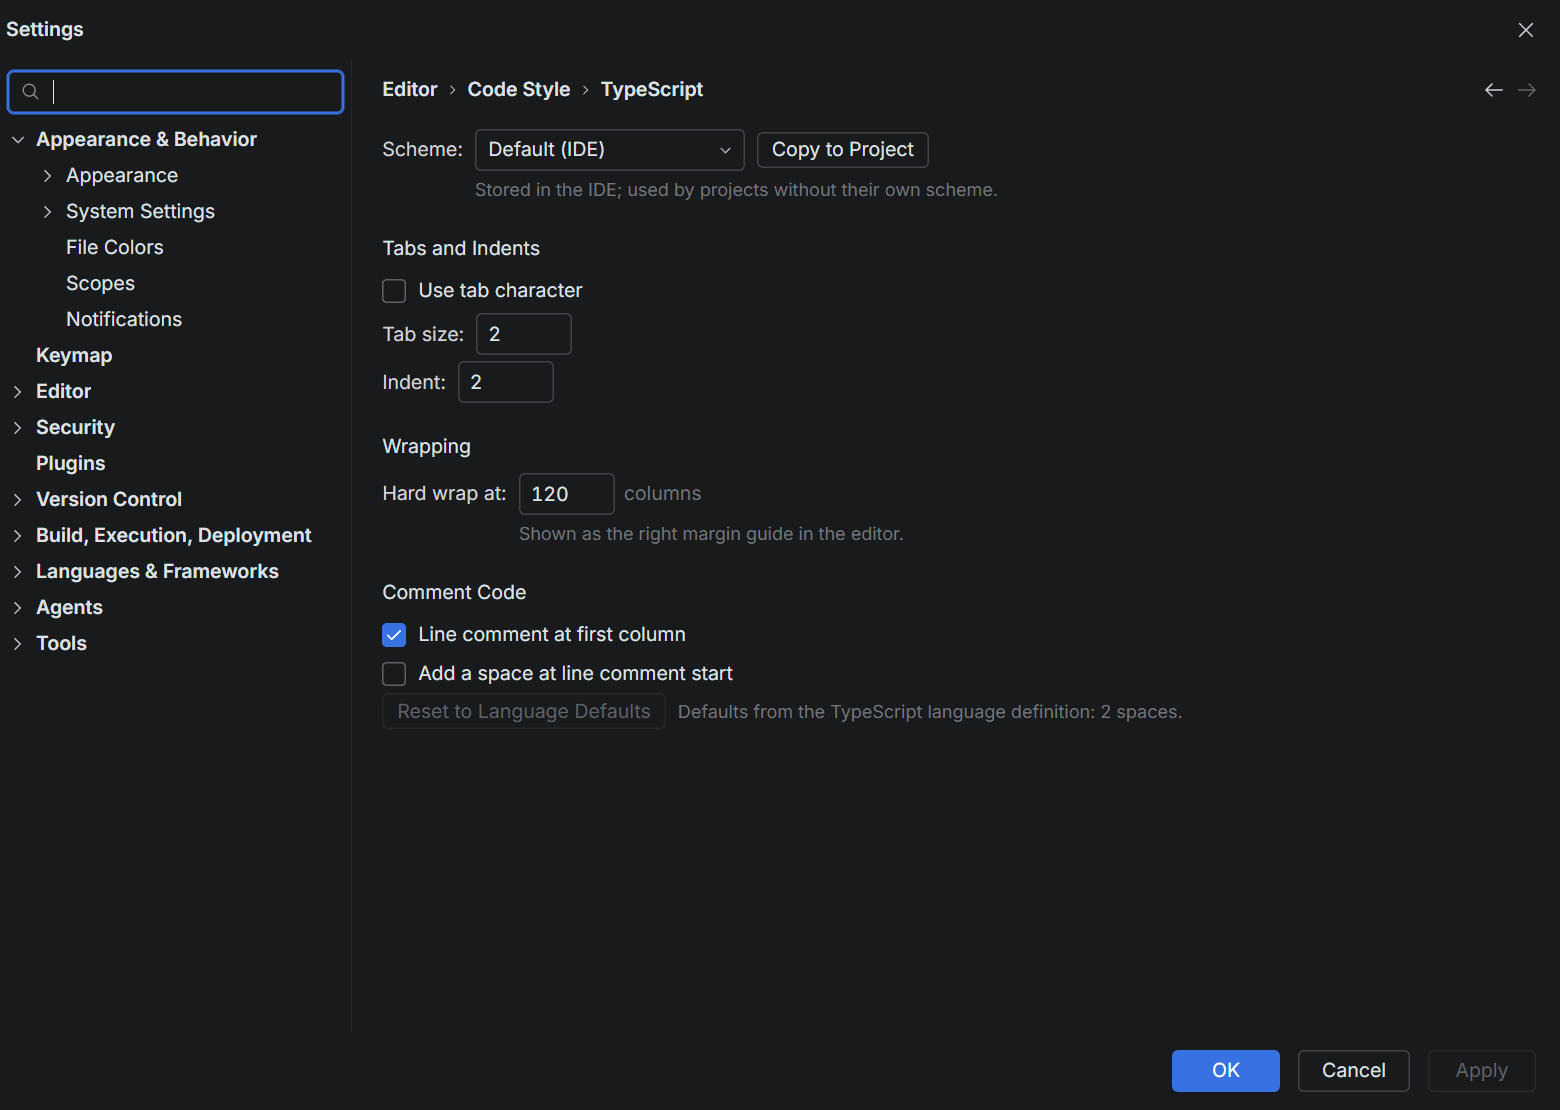 Settings
Appearance & Behavior
Appearance
System Settings
File Colors
Scopes
Notifications
Keymap
Editor
Security
Plugins
Version Control
Build, Execution, Deployment
Languages & Frameworks
Agents
Tools
Editor › Code Style › TypeScript
Scheme: Default (IDE) Copy to Project
Stored in the IDE; used by projects without their own scheme.
Tabs and Indents
Use tab character
Tab size: 2
Indent: 2
Wrapping
Hard wrap at: 120 columns
Shown as the right margin guide in the editor.
Comment Code
Line comment at first column
Add a space at line comment start
Reset to Language Defaults Defaults from the TypeScript language definition: 2 spaces.
OK Cancel Apply